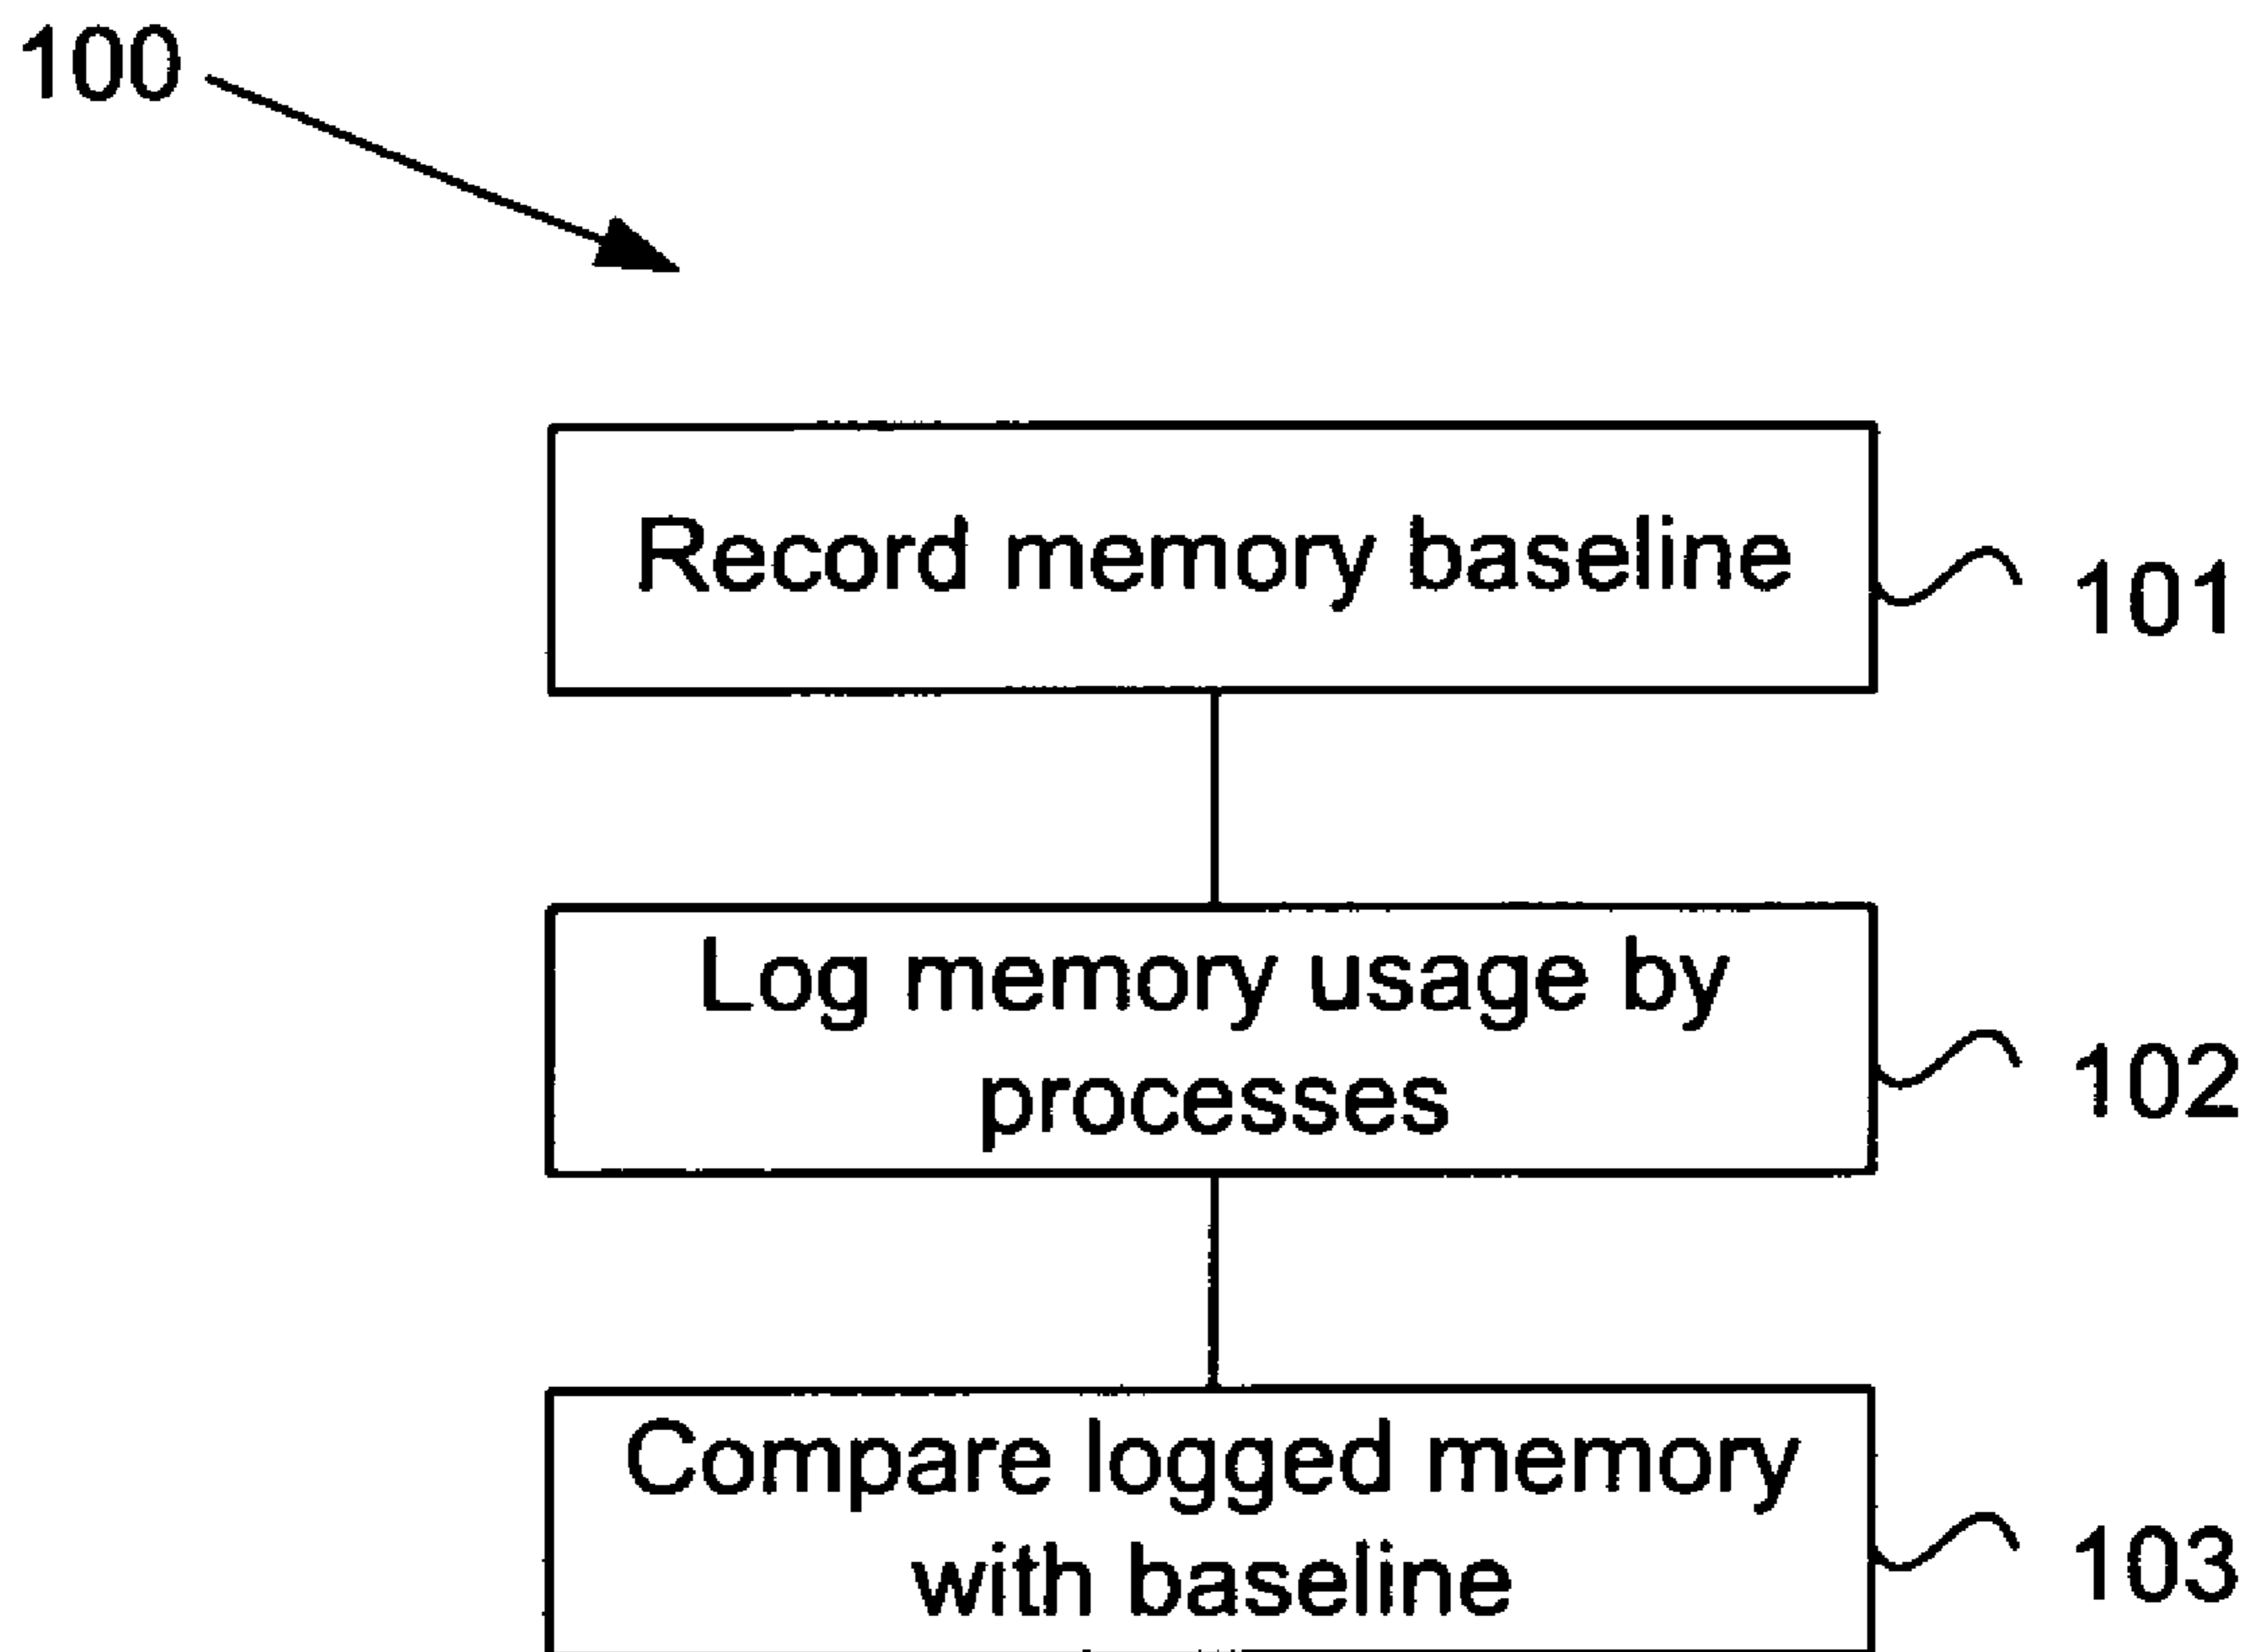 100
Record memory baseline
101
Log memory usage by
processes
102
Compare logged memory
with baseline
103